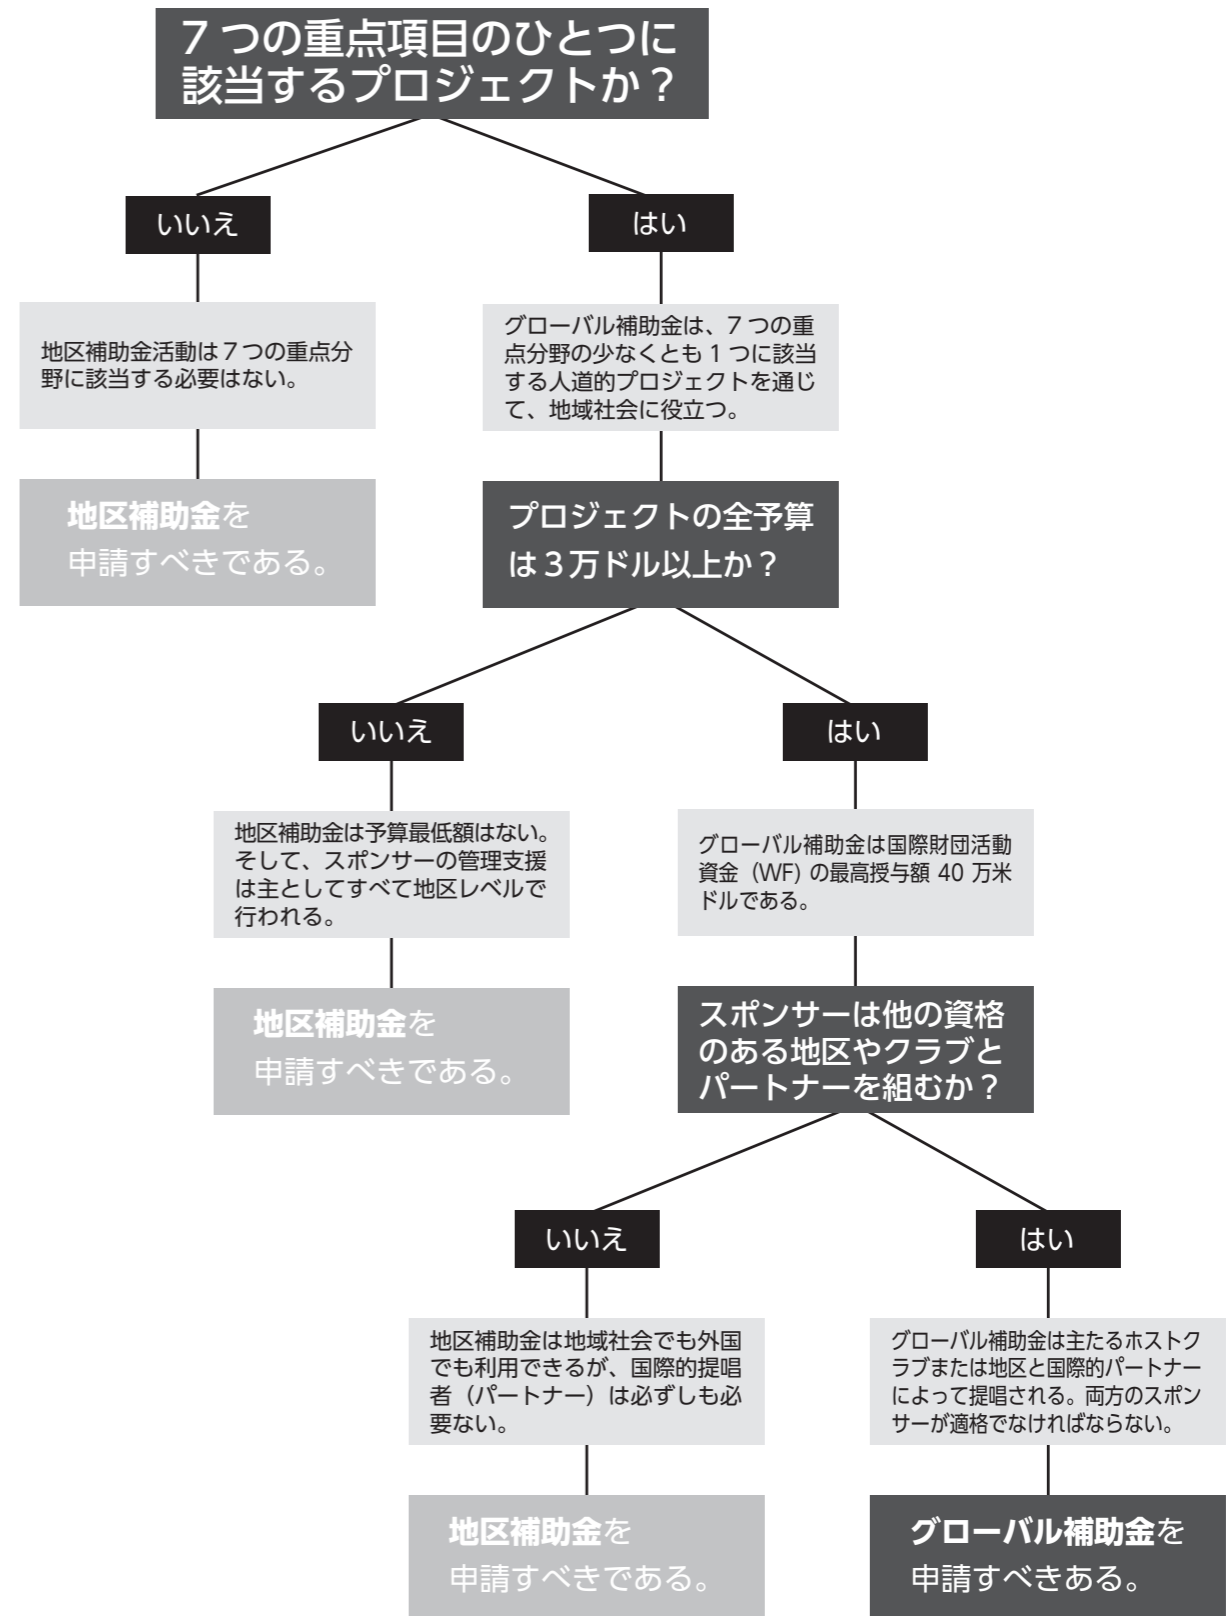 7つの重点項目のひとつに
該当するプロジェクトか？
いいえ
はい
地区補助金活動は7つの重点分
野に該当する必要はない。
グローバル補助金は、7つの重
点分野の少なくとも1つに該当
する人道的プロジェクトを通じ
て、地域社会に役立つ。
地区補助金を
申請すべきである。
プロジェクトの全予算
は3万ドル以上か？
いいえ
はい
地区補助金は予算最低額はない。
そして、スポンサーの管理支援
は主としてすべて地区レベルで
行われる。
グローバル補助金は国際財団活動
資金（WF) の最高授与額 40 万米
ドルである。
地区補助金を
申請すべきである。
スポンサーは他の資格
のある地区やクラブと
パートナーを組むか？
いいえ
はい
地区補助金は地域社会でも外国
でも利用できるが、国際的提唱
者（パートナー）は必ずしも必
要ない。
グローバル補助金は主たるホストク
ラブまたは地区と国際的パートナー
によって提唱される。両方のスポン
サーが適格でなければならない。
地区補助金を
申請すべきである。
グローバル補助金を
申請すべきある。